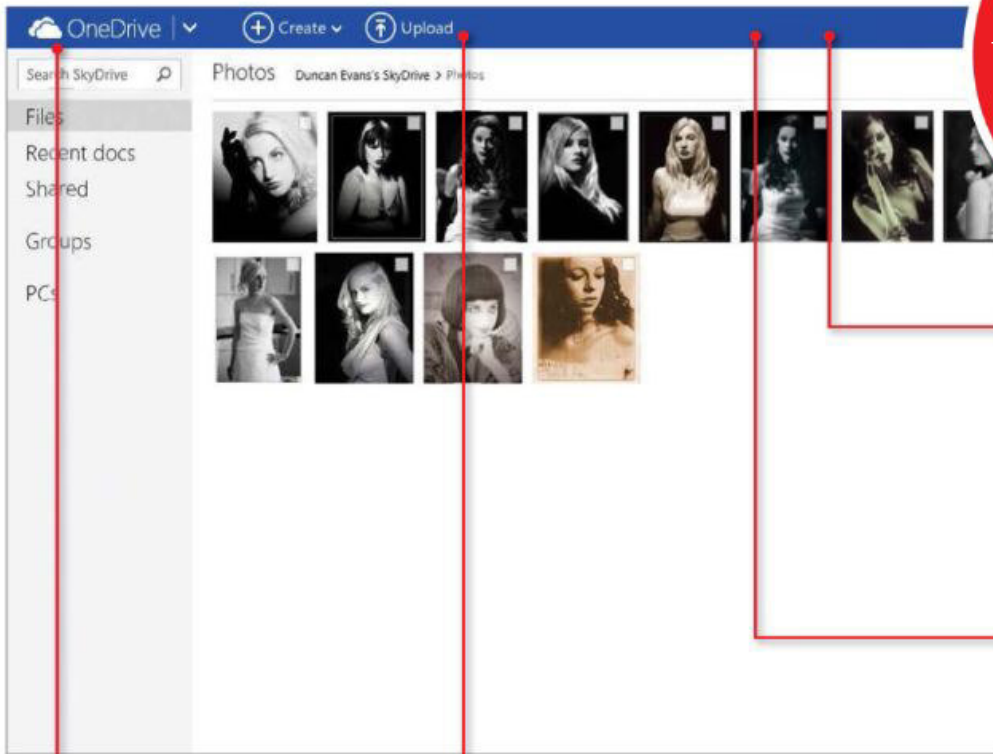 OneDrive Create Upload
Search SkyDrive
Photos Duncan Evans's SkyDrive > Photos
Files
Recent docs
Shared
Groups
PCs